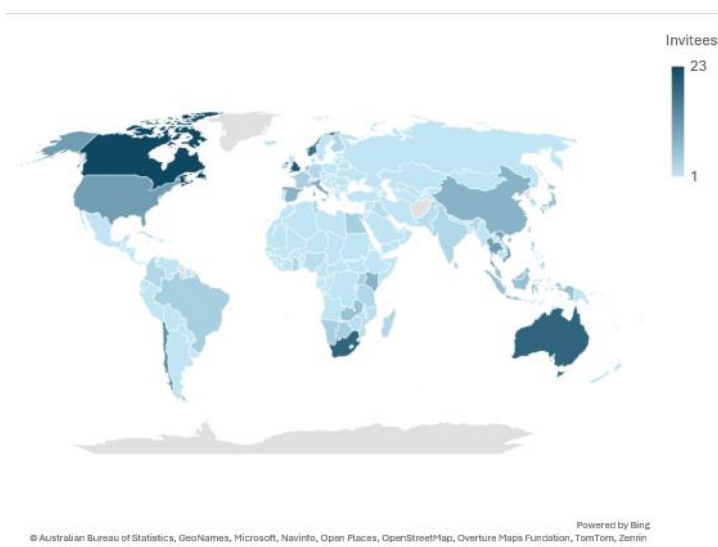 Invitees
23
1
Powered by Bing
© Australian Bureau of Statistics, GeoNames, Microsoft, Navinfo, Open Places, OpenStreetMap, Overture Maps Fundation, TomTom, Zenrin